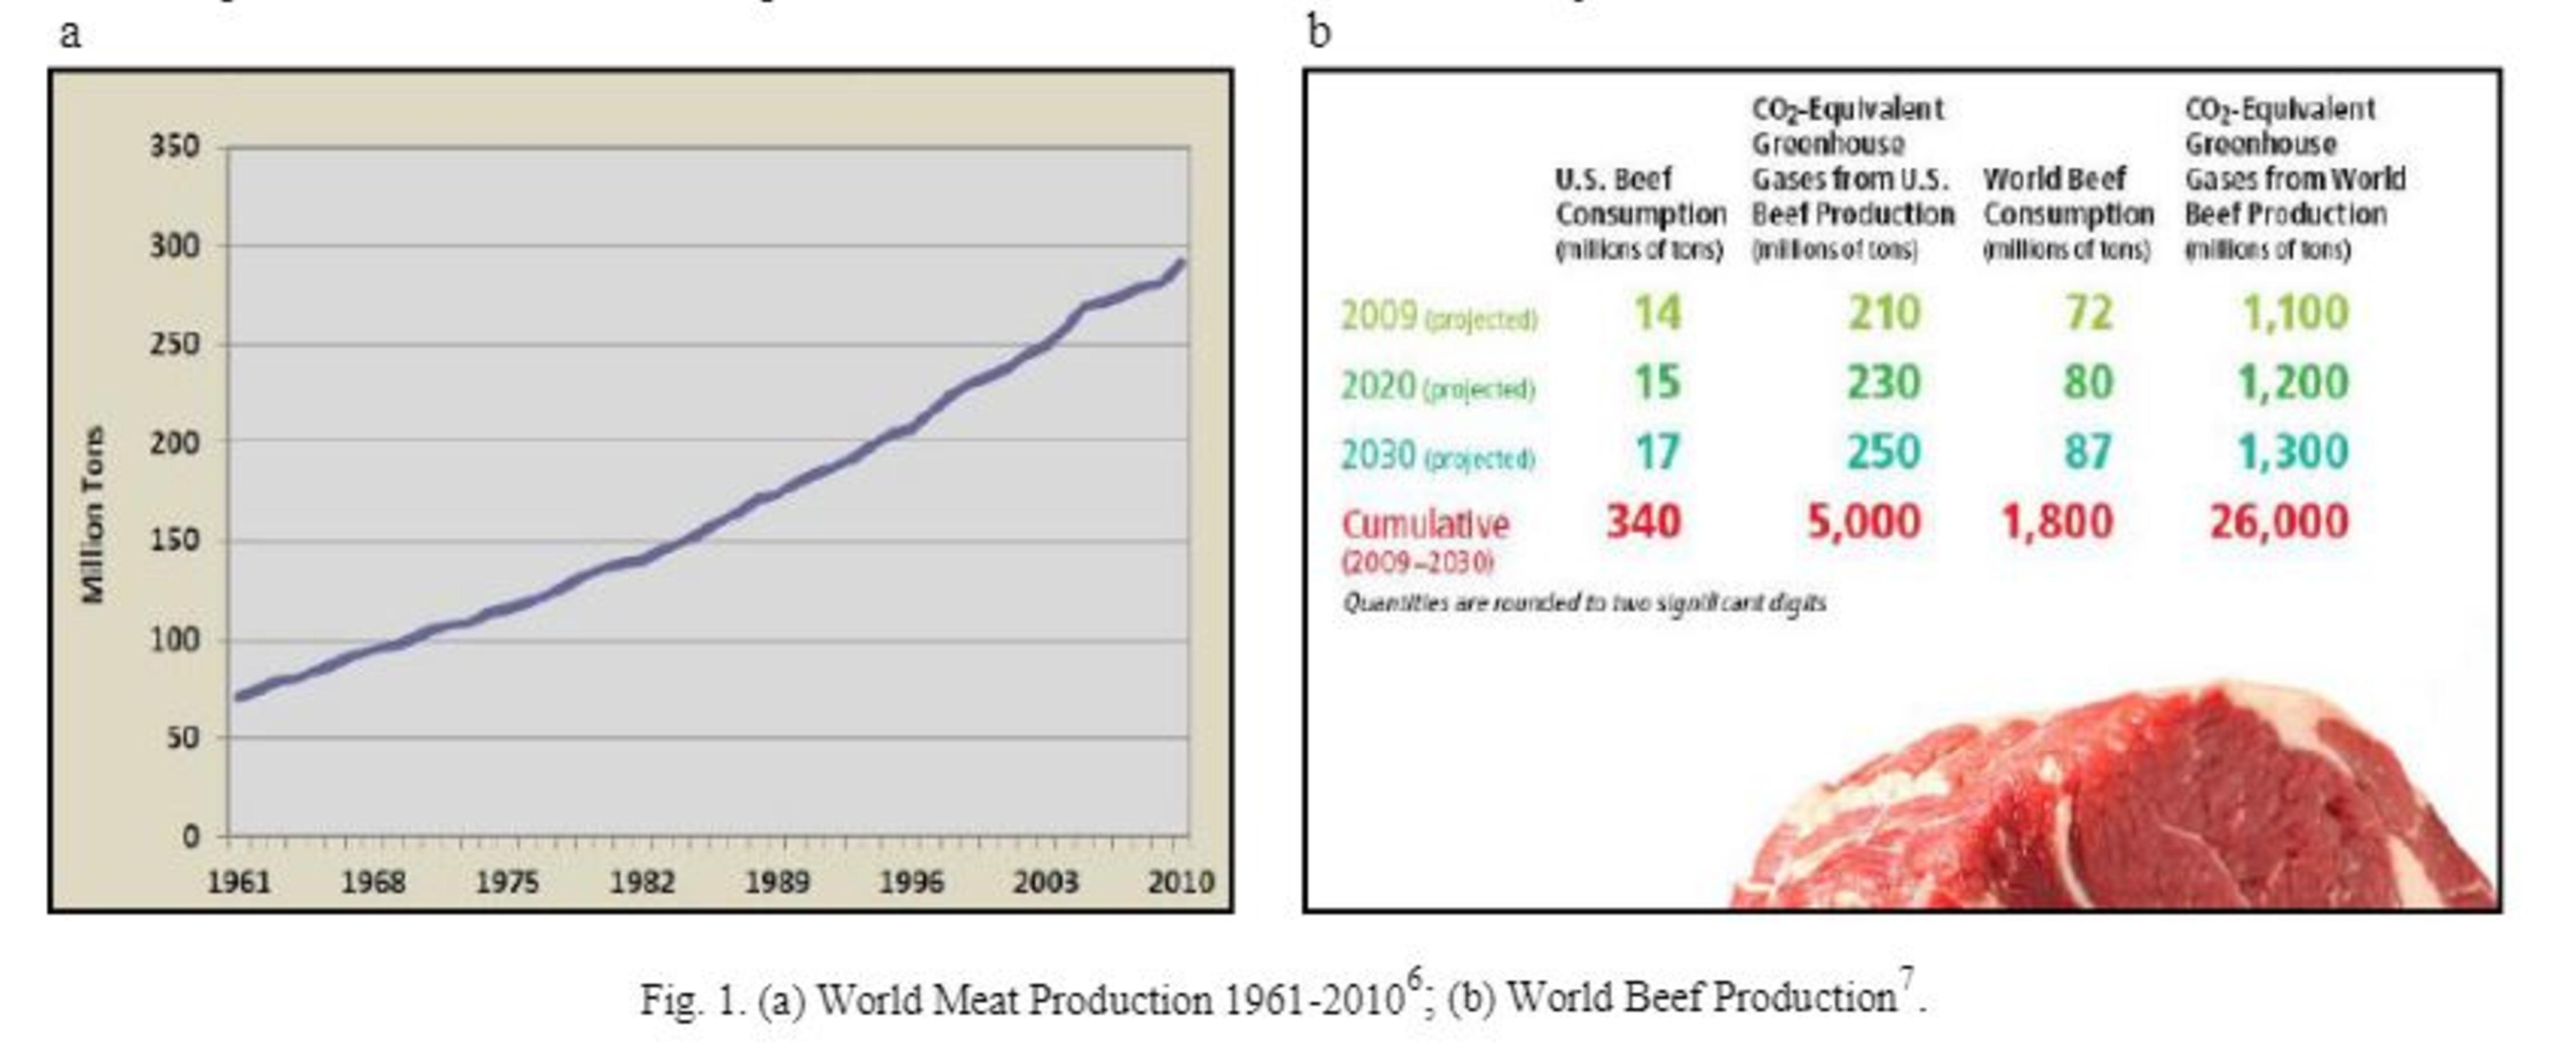 a
b
350
300
250
200
150
100
50
0
Million Tons
1961 1968 1975 1982 1989 1996 2003 2010
CO2-Equivalent
Greenhouse
Gases from U.S.
Beef Production
(millions of tons)
CO2-Equivalent
Greenhouse
Gases from World
Beef Production
(millions of tons)
U.S. Beef
Consumption
(millions of tons)
World Beef
Consumption
(millions of tons)
2009 (projected) 14 210 72 1,100
2020 (projected) 15 230 80 1,200
2030 (projected) 17 250 87 1,300
Cumulative 340 5,000 1,800 26,000
(2009–2030)
Quantities are rounded to two significant digits
Fig. 1. (a) World Meat Production 1961-2010⁶; (b) World Beef Production⁷.